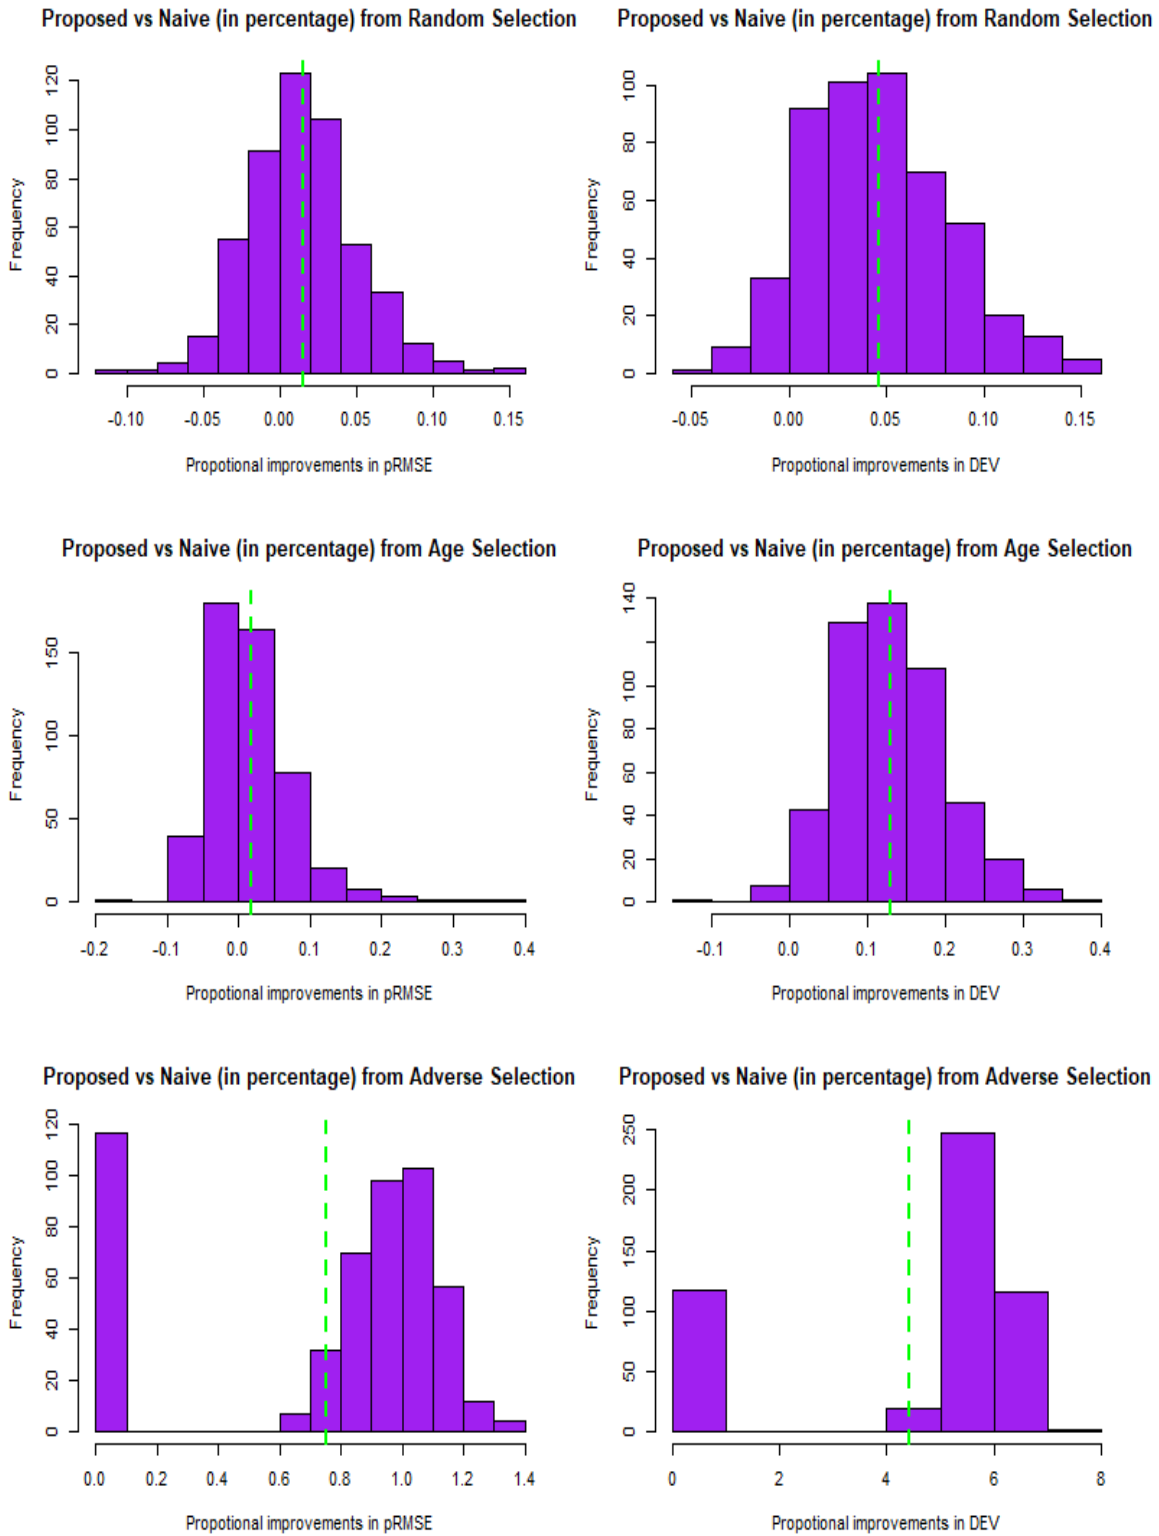 Proposed vs Naive (in percentage) from Random Selection
Frequency
0 20 40 60 80 100 120
-0.10 -0.05 0.00 0.05 0.10 0.15
Propotional improvements in pRMSE
Proposed vs Naive (in percentage) from Random Selection
Frequency
0 20 40 60 80 100
-0.05 0.00 0.05 0.10 0.15
Propotional improvements in DEV
Proposed vs Naive (in percentage) from Age Selection
Frequency
0 50 100 150
-0.2 -0.1 0.0 0.1 0.2 0.3 0.4
Propotional improvements in pRMSE
Proposed vs Naive (in percentage) from Age Selection
Frequency
0 20 40 60 80 100 140
-0.1 0.0 0.1 0.2 0.3 0.4
Propotional improvements in DEV
Proposed vs Naive (in percentage) from Adverse Selection
Frequency
0 20 40 60 80 100 120
0.0 0.2 0.4 0.6 0.8 1.0 1.2 1.4
Propotional improvements in pRMSE
Proposed vs Naive (in percentage) from Adverse Selection
Frequency
0 50 100 150 200 250
0 2 4 6 8
Propotional improvements in DEV